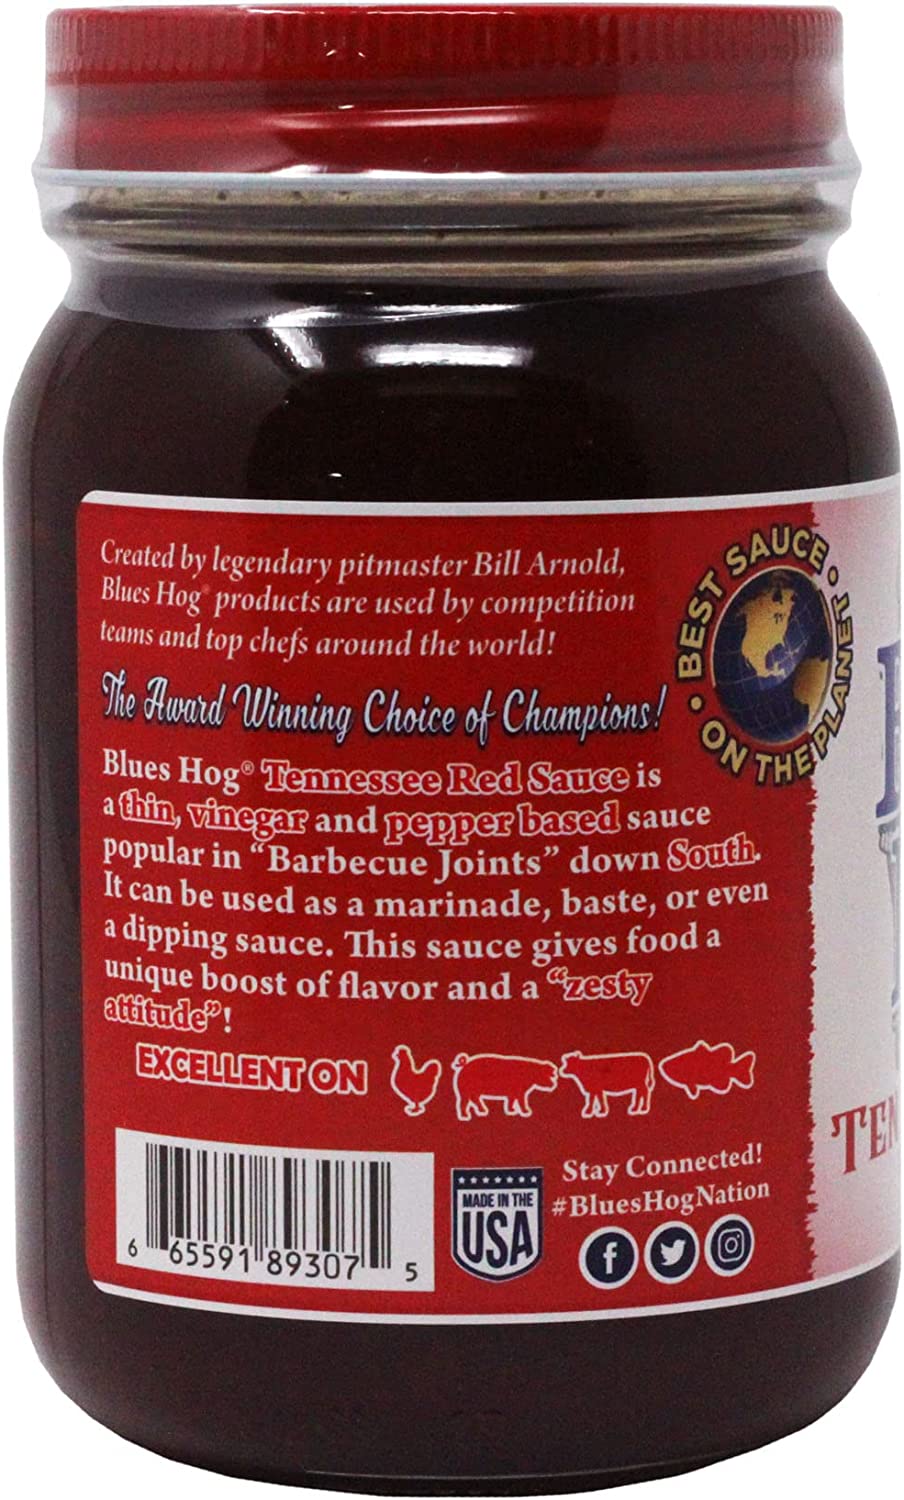 Created by legendary pitmaster Bill Arnold,
Blues Hog® products are used by competition
teams and top chefs around the world!
BEST SAUCE
ON THE PLANET
The Award Winning Choice of Champions!
Blues Hog® Tennessee Red Sauce is
a thin, vinegar and pepper based sauce
popular in “Barbecue Joints” down South.
It can be used as a marinade, baste, or even
a dipping sauce. This sauce gives food a
unique boost of flavor and a “zesty
attitude”!
EXCELLENT ON
TEN
6 65591 89307 5
MADE IN THE
USA
Stay Connected!
#BluesHogNation